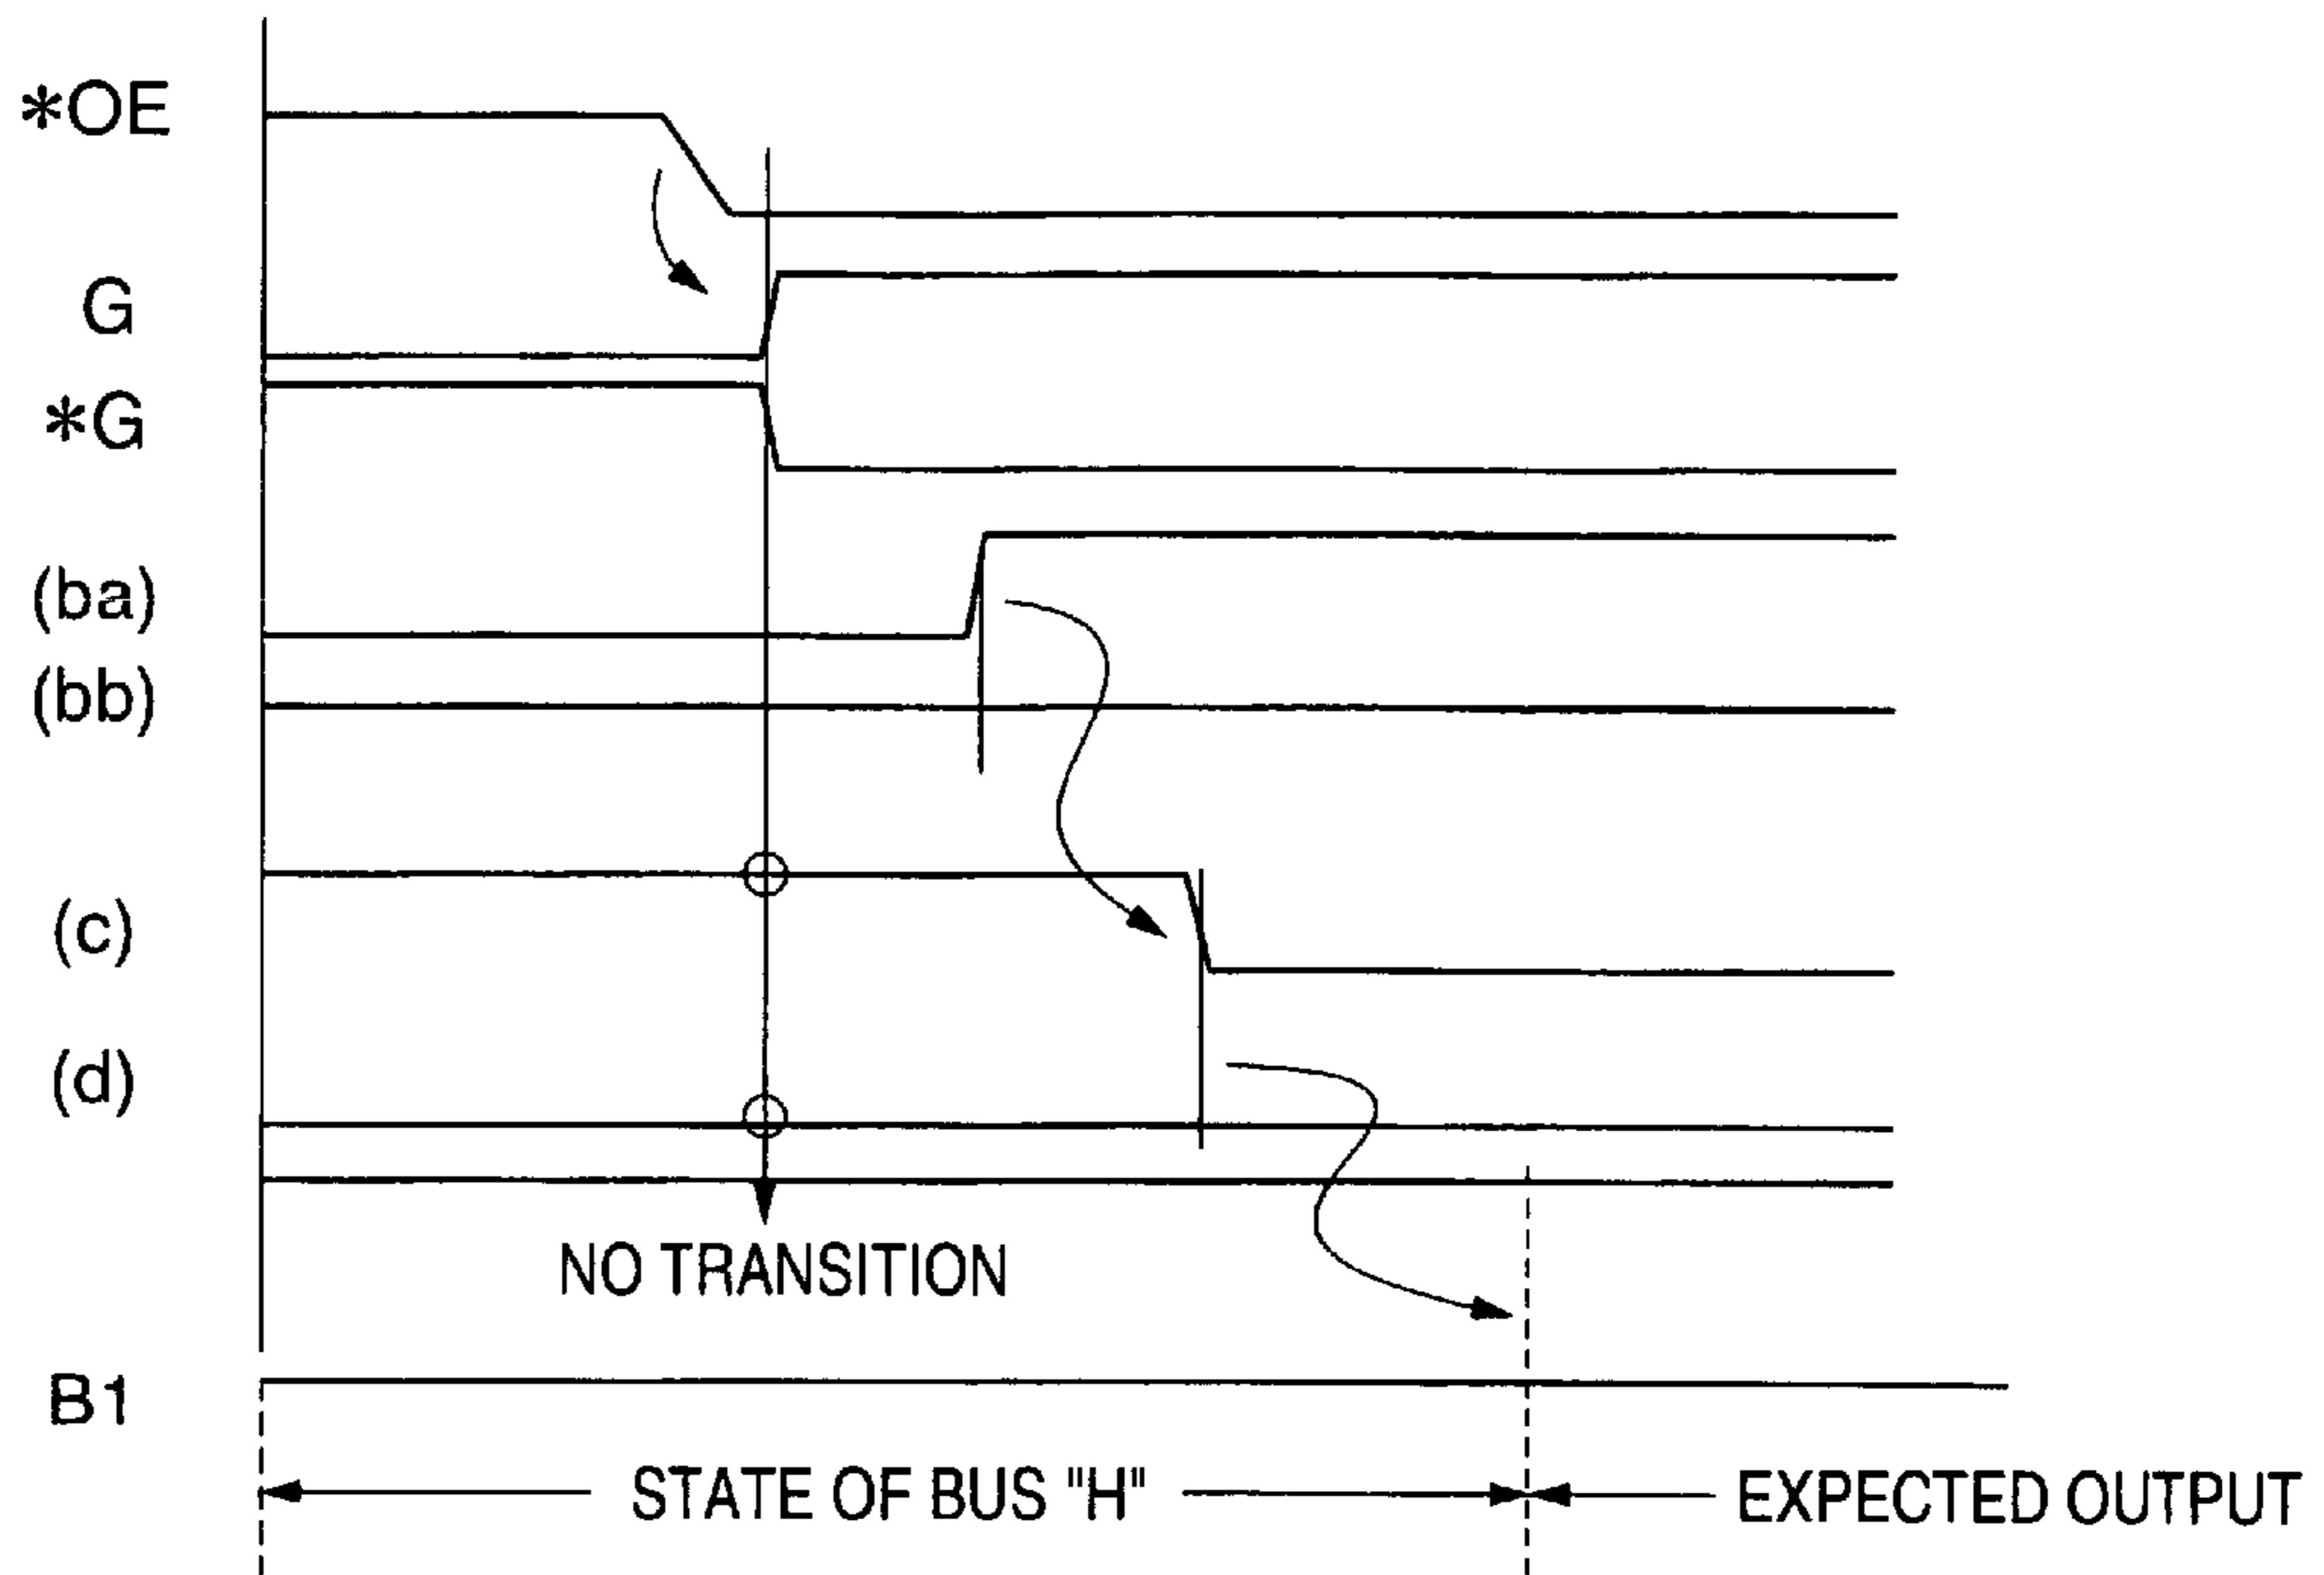 *OE
G
*G
(ba)
(bb)
(c)
(d)
NO TRANSITION
B1
STATE OF BUS "H"
EXPECTED OUTPUT